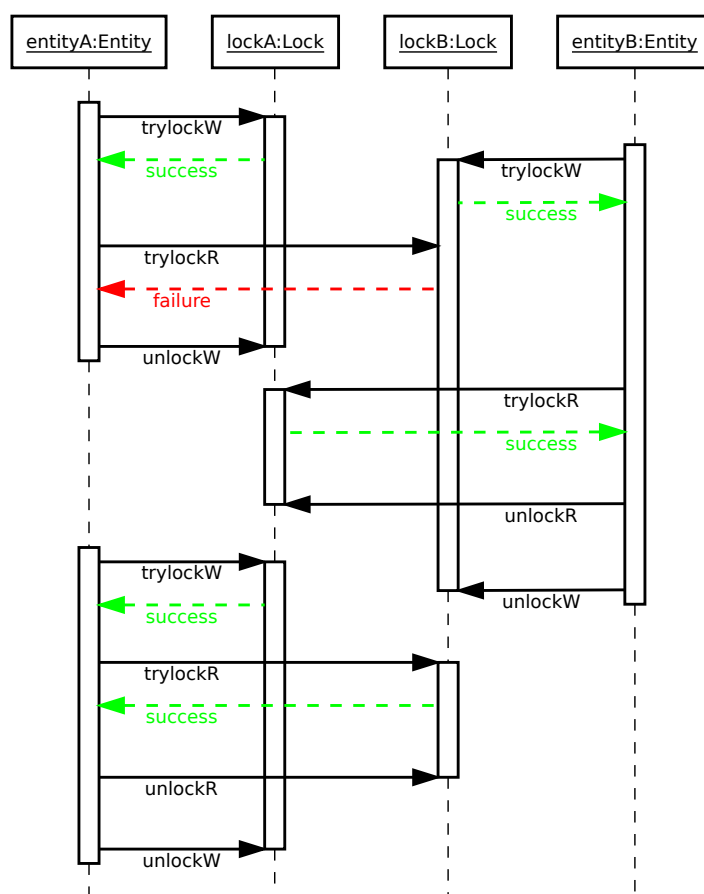 entityA:Entity
lockA:Lock
lockB:Lock
entityB:Entity
trylockW
success
trylockW
success
trylockR
failure
unlockW
trylockR
success
unlockR
trylockW
success
unlockW
trylockR
success
unlockR
unlockW